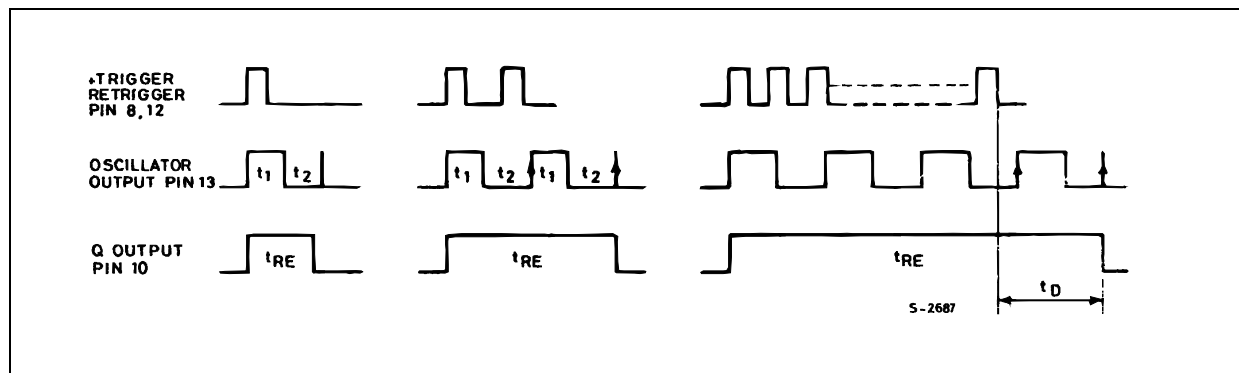 +TRIGGER
RETRIGGER
PIN 8, 12
OSCILLATOR
OUTPUT PIN 13
t1 t2 t1 t2 t1 t2
Q OUTPUT
PIN 10
tRE tRE tRE
tD
S-2687